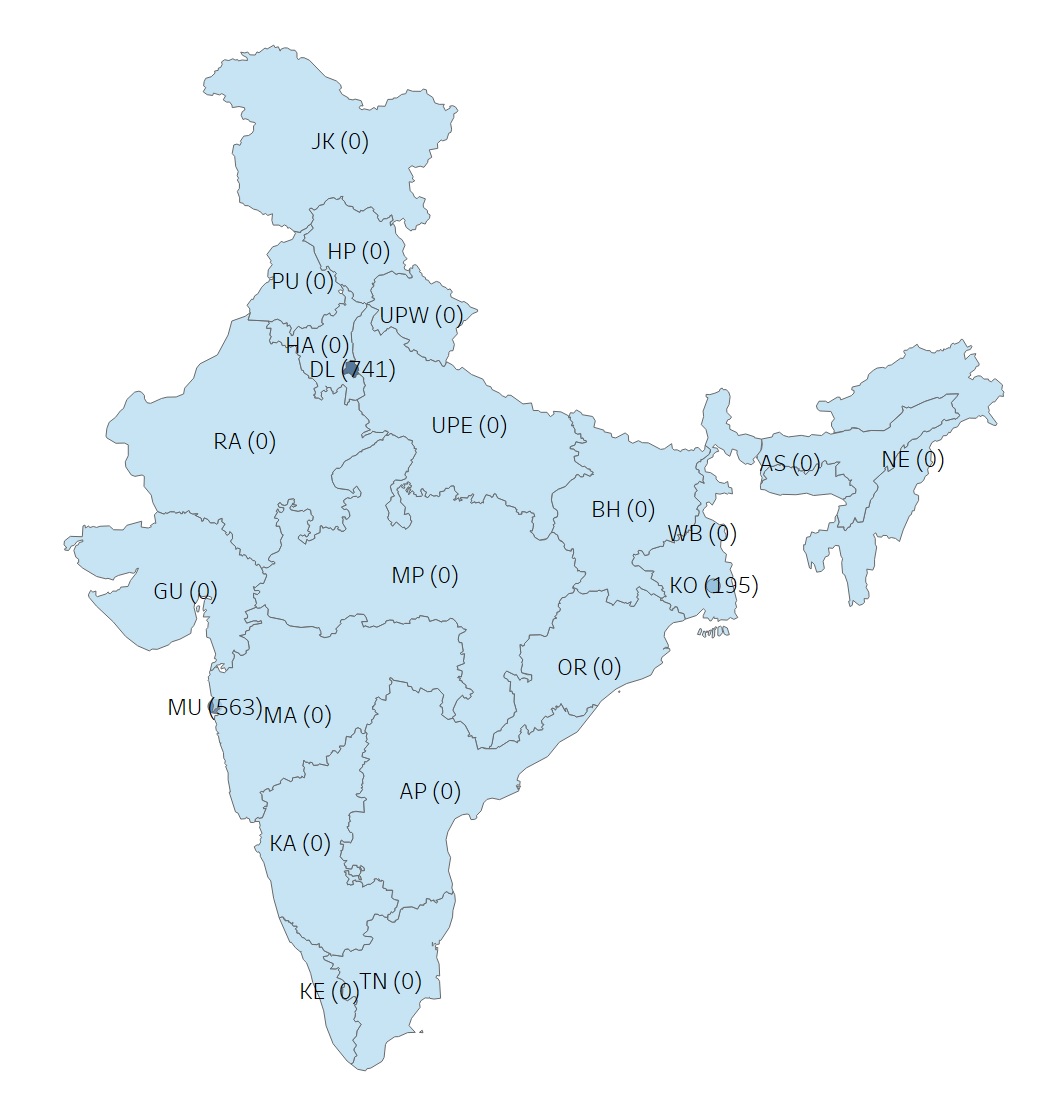 JK (0)
HP (0)
PU (0)
UPW (0)
HA (0)
DL (741)
UPE (0)
RA (0)
AS (0)
NE (0)
BH (0)
WB (0)
MP (0)
KO (195)
GU (0)
OR (0)
MU (563)
MA (0)
AP (0)
KA (0)
TN (0)
KE (0)